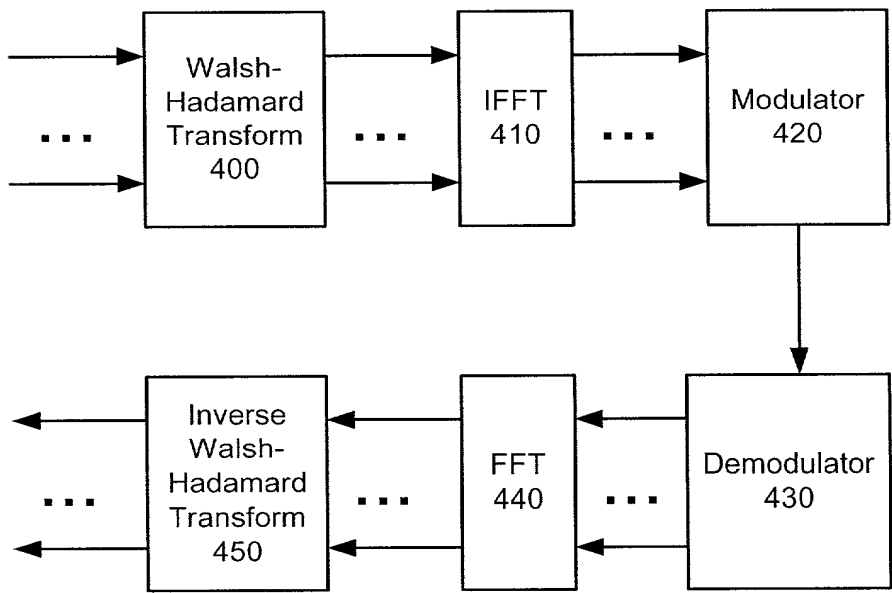 Walsh-
Hadamard
Transform
400
IFFT
410
Modulator
420
Inverse
Walsh-
Hadamard
Transform
450
FFT
440
Demodulator
430